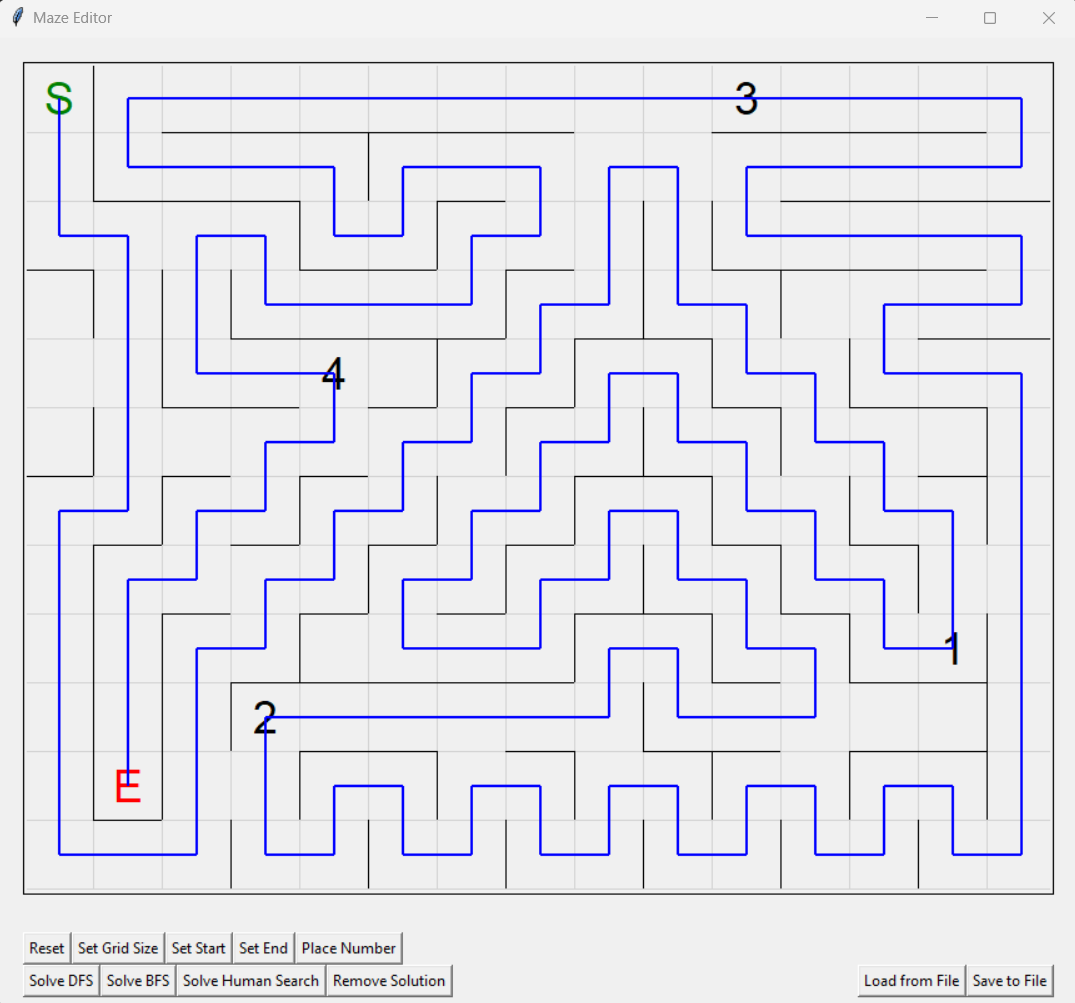 Maze Editor
S 3
4
1
2
E
Reset Set Grid Size Set Start Set End Place Number
Solve DFS Solve BFS Solve Human Search Remove Solution Load from File Save to File